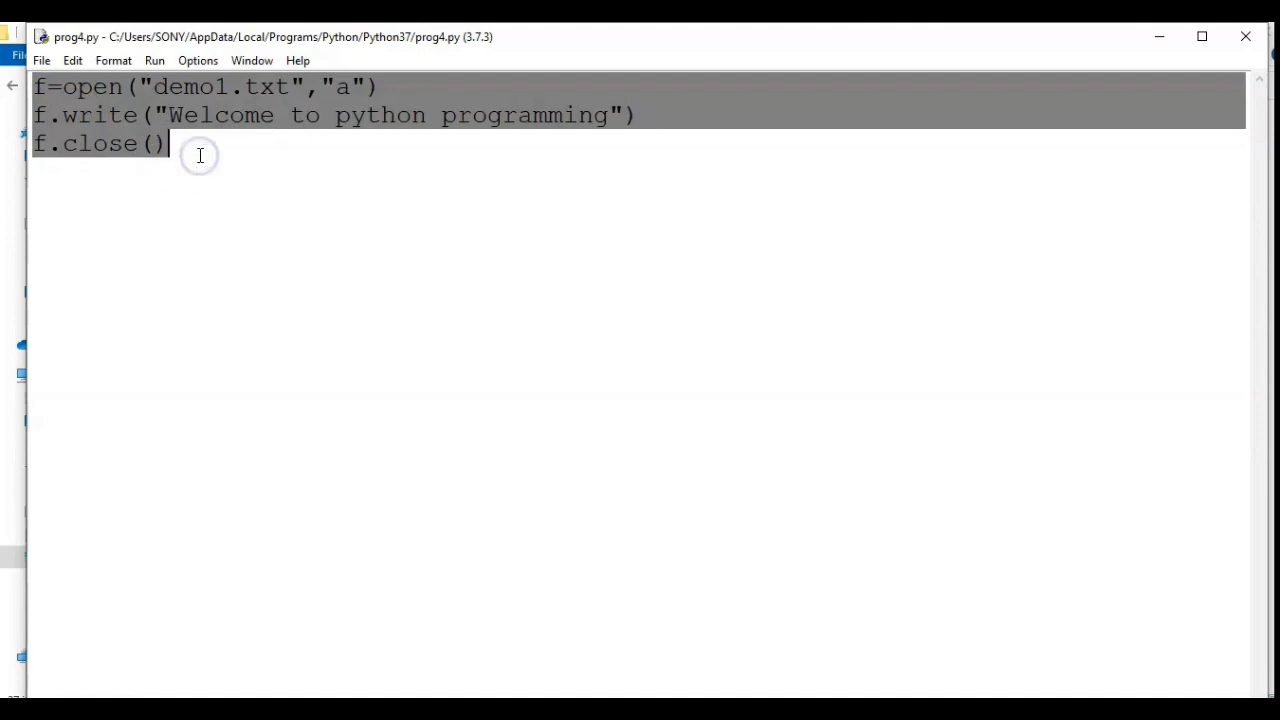 prog4.py - C:/Users/SONY/AppData/Local/Programs/Python/Python37/prog4.py (3.7.3)
File Edit Format Run Options Window Help
f=open("demo1.txt","a")
f.write("Welcome to python programming")
f.close()